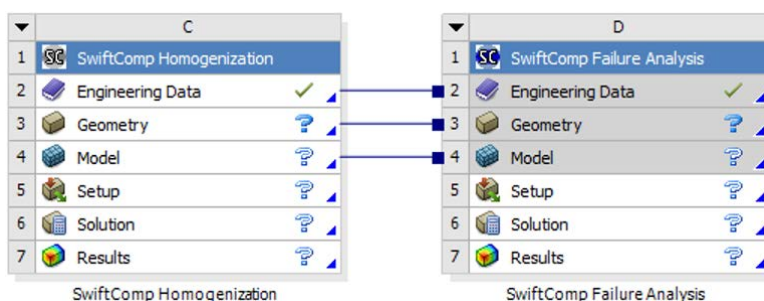 C
1 SC SwiftComp Homogenization
2 Engineering Data
3 Geometry
4 Model
5 Setup
6 Solution
7 Results
SwiftComp Homogenization
D
1 SC SwiftComp Failure Analysis
2 Engineering Data
3 Geometry
4 Model
5 Setup
6 Solution
7 Results
SwiftComp Failure Analysis